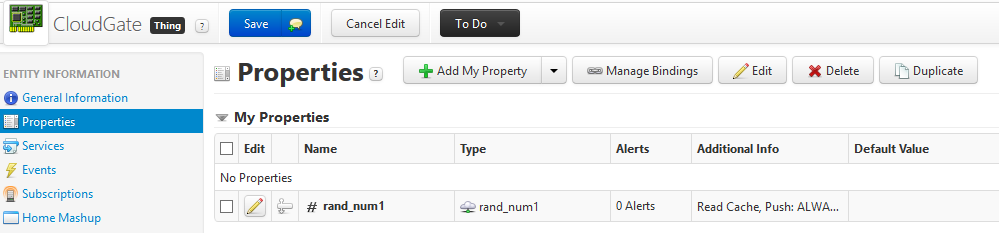 CloudGate Thing ? Save Cancel Edit To Do
ENTITY INFORMATION
General Information
Properties
Services
Events
Subscriptions
Home Mashup
Properties ? Add My Property Manage Bindings Edit Delete Duplicate
My Properties
Edit Name Type Alerts Additional Info Default Value
No Properties
# rand_num1 rand_num1 0 Alerts Read Cache, Push: ALWA...